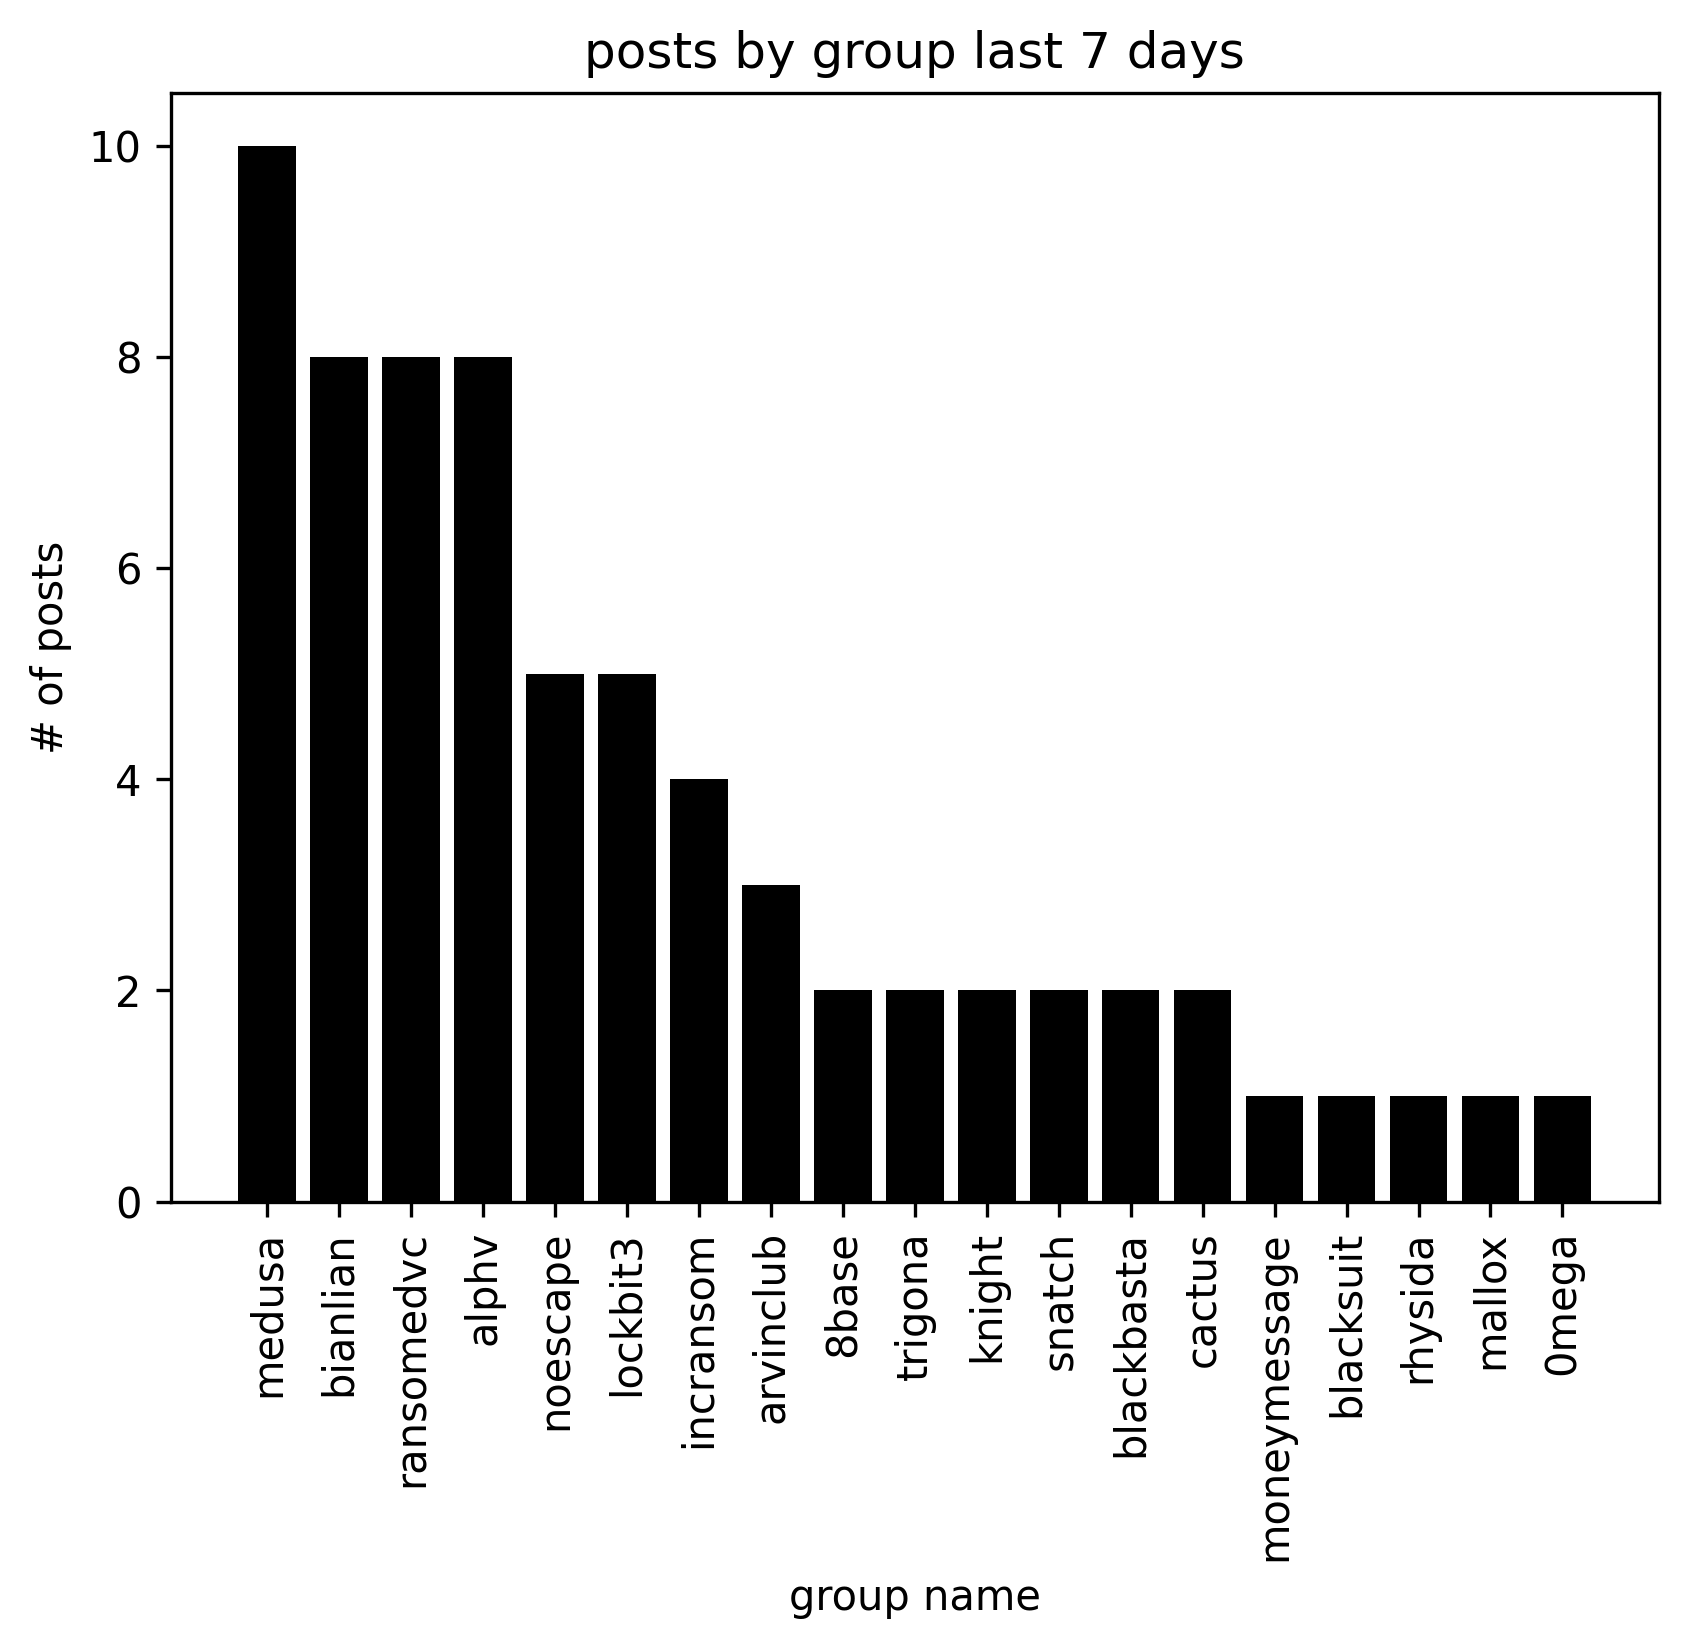 posts by group last 7 days
10
8
6
4
2
0
# of posts
medusa
bianlian
ransomedvc
alphv
noescape
lockbit3
incransom
arvinclub
8base
trigona
knight
snatch
blackbasta
cactus
moneymessage
blacksuit
rhysida
mallox
0mega
group name